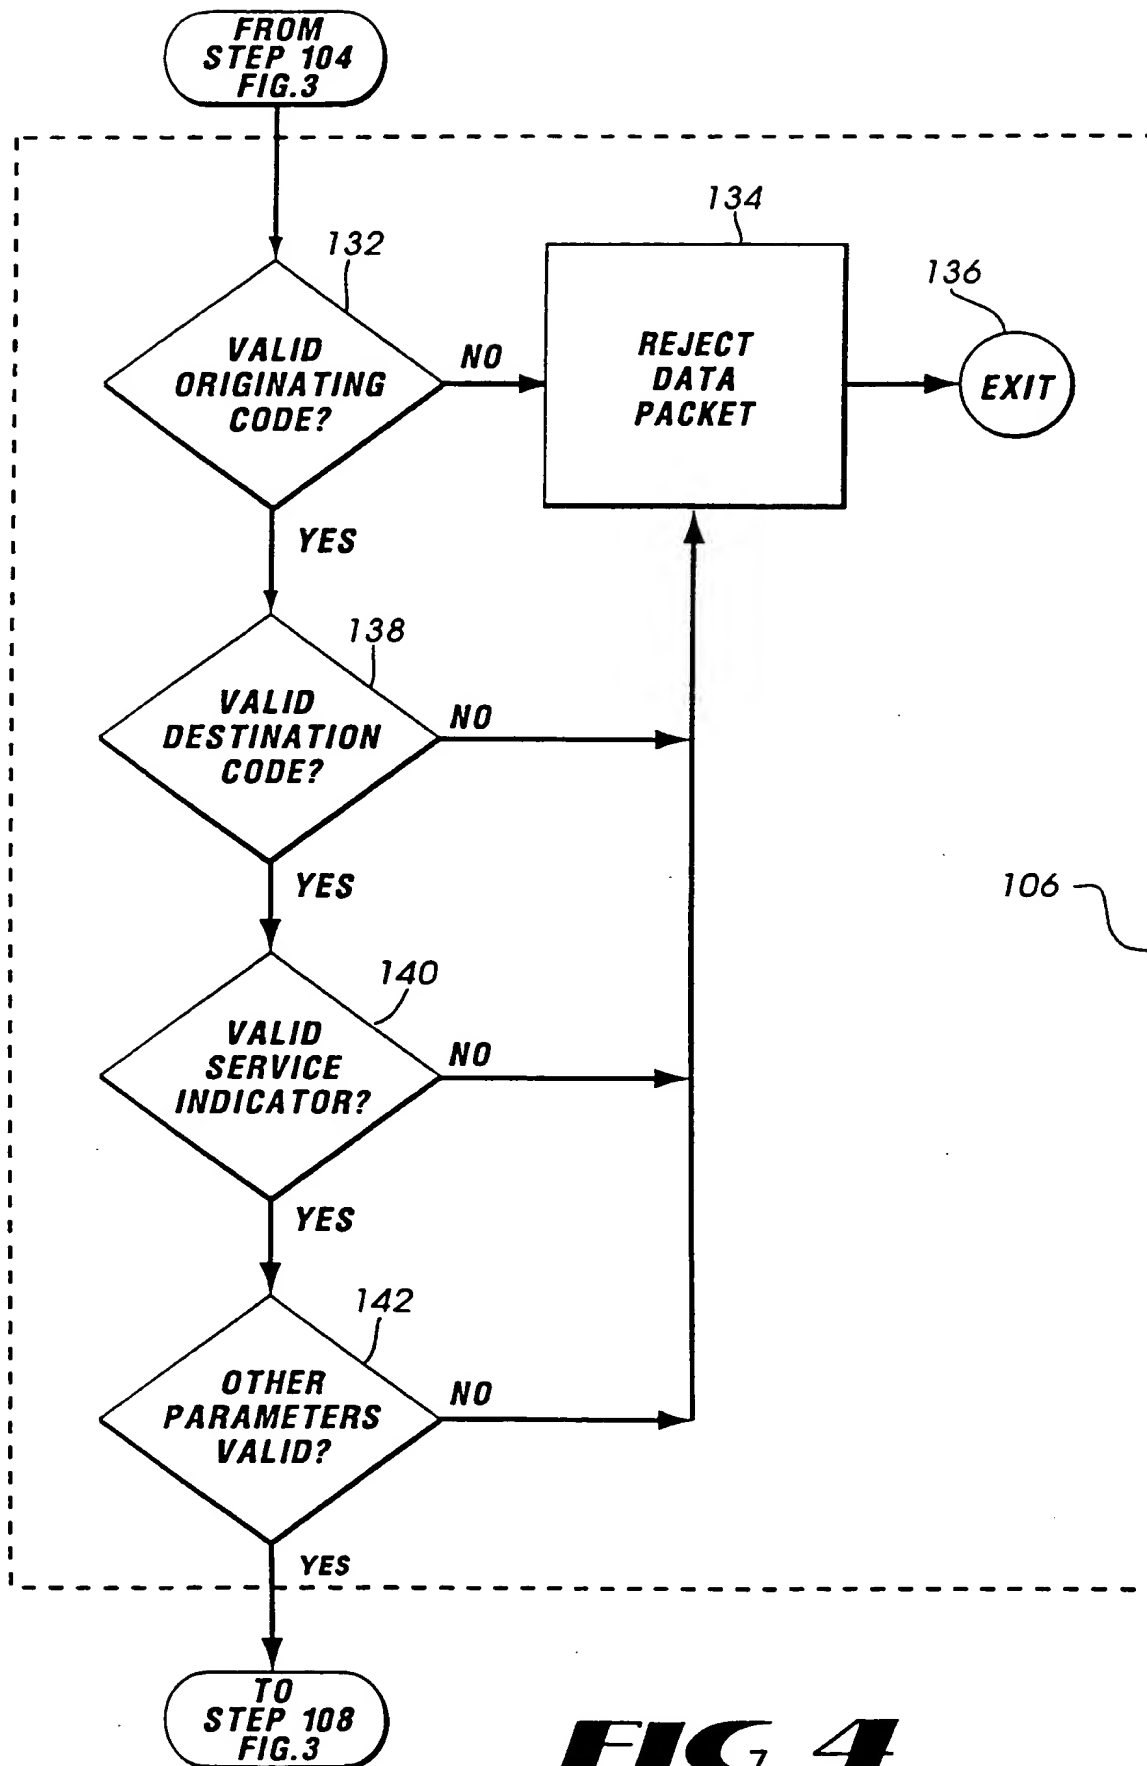 FROM
STEP 104
FIG.3
134
132
136
VALID
ORIGINATING
CODE?
NO
REJECT
DATA
PACKET
EXIT
YES
138
VALID
DESTINATION
CODE?
NO
YES
106
140
VALID
SERVICE
INDICATOR?
NO
YES
142
OTHER
PARAMETERS
VALID?
NO
YES
TO
STEP 108
FIG.3
FIG 4
7